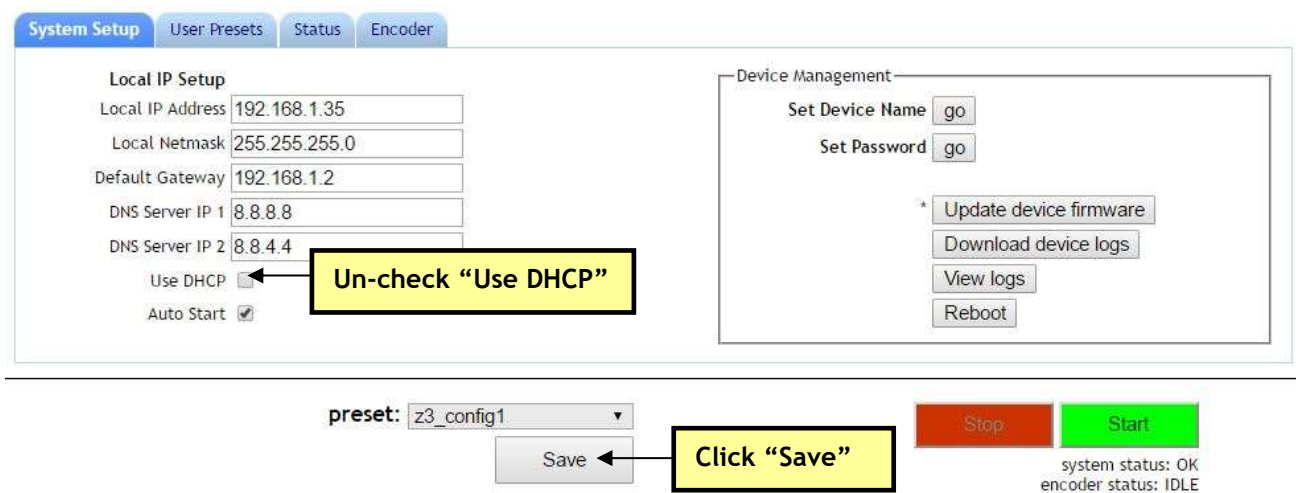 System Setup User Presets Status Encoder
Local IP Setup
Local IP Address 192.168.1.35
Local Netmask 255.255.255.0
Default Gateway 192.168.1.2
DNS Server IP 1 8.8.8.8
DNS Server IP 2 8.8.4.4
Use DHCP
Un-check “Use DHCP”
Auto Start
Device Management
Set Device Name go
Set Password go
* Update device firmware
Download device logs
View logs
Reboot
preset: z3_config1
Save
Click “Save”
Stop Start
system status: OK
encoder status: IDLE